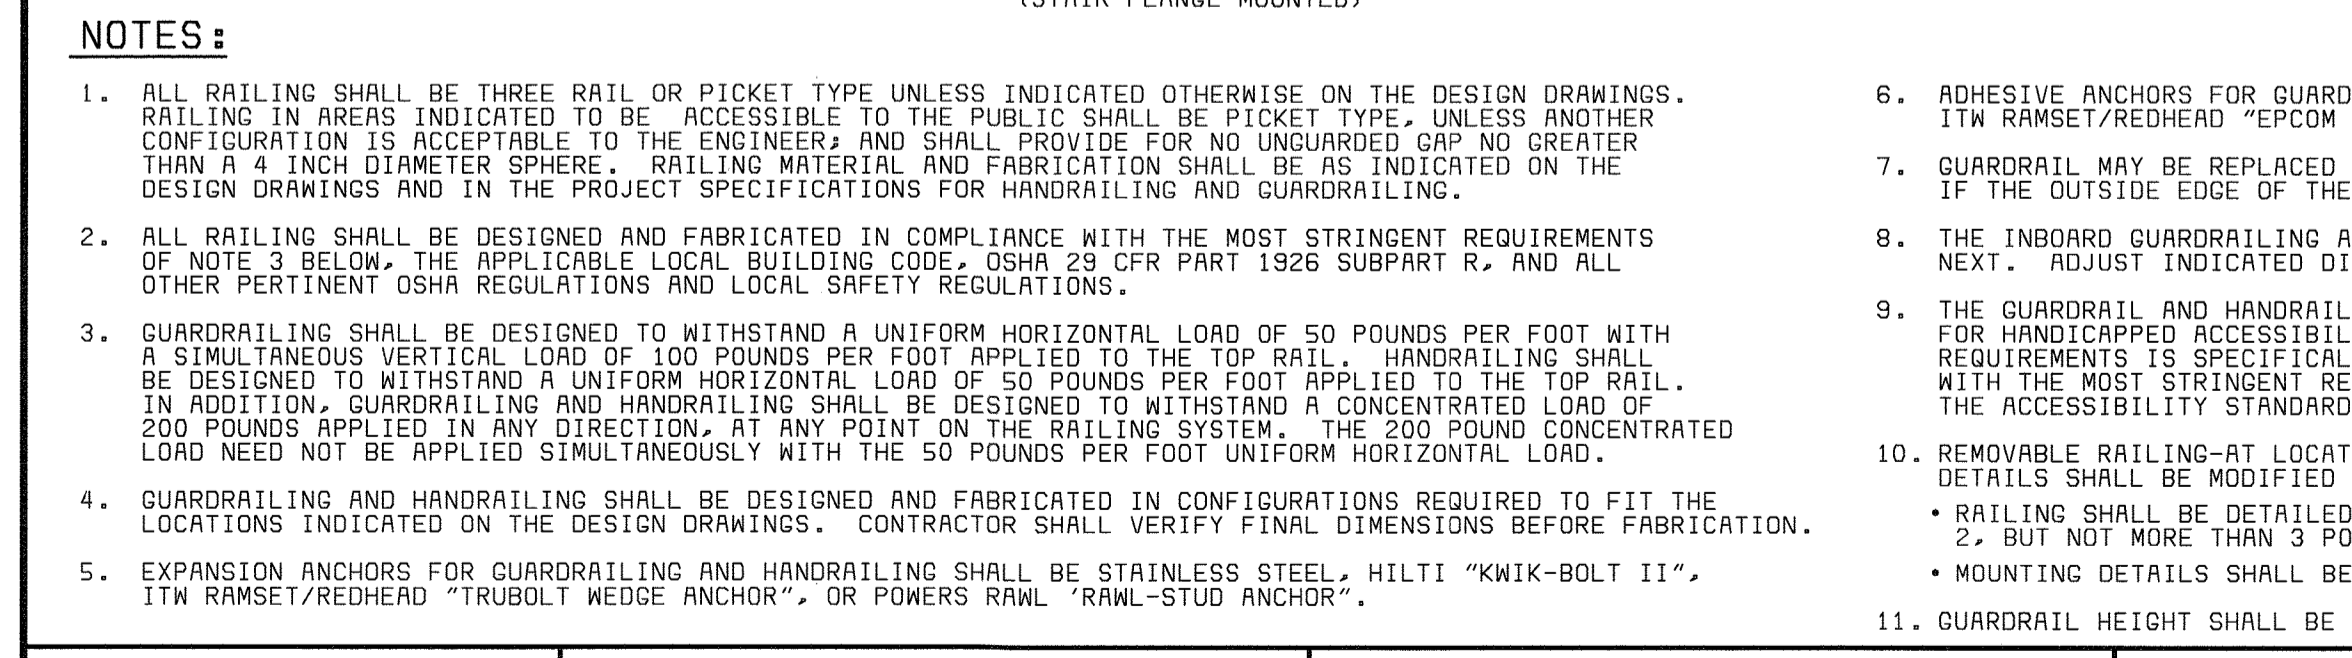 (STAIR FLANGE MOUNTED)
NOTES:
1. ALL RAILING SHALL BE THREE RAIL OR PICKET TYPE UNLESS INDICATED OTHERWISE ON THE DESIGN DRAWINGS.
RAILING IN AREAS INDICATED TO BE ACCESSIBLE TO THE PUBLIC SHALL BE PICKET TYPE, UNLESS ANOTHER
CONFIGURATION IS ACCEPTABLE TO THE ENGINEER; AND SHALL PROVIDE FOR NO UNGUARDED GAP NO GREATER
THAN A 4 INCH DIAMETER SPHERE. RAILING MATERIAL AND FABRICATION SHALL BE AS INDICATED ON THE
DESIGN DRAWINGS AND IN THE PROJECT SPECIFICATIONS FOR HANDRAILING AND GUARDRAILING.
2. ALL RAILING SHALL BE DESIGNED AND FABRICATED IN COMPLIANCE WITH THE MOST STRINGENT REQUIREMENTS
OF NOTE 3 BELOW, THE APPLICABLE LOCAL BUILDING CODE, OSHA 29 CFR PART 1926 SUBPART R, AND ALL
OTHER PERTINENT OSHA REGULATIONS AND LOCAL SAFETY REGULATIONS.
3. GUARDRAILING SHALL BE DESIGNED TO WITHSTAND A UNIFORM HORIZONTAL LOAD OF 50 POUNDS PER FOOT WITH
A SIMULTANEOUS VERTICAL LOAD OF 100 POUNDS PER FOOT APPLIED TO THE TOP RAIL. HANDRAILING SHALL
BE DESIGNED TO WITHSTAND A UNIFORM HORIZONTAL LOAD OF 50 POUNDS PER FOOT APPLIED TO THE TOP RAIL.
IN ADDITION, GUARDRAILING AND HANDRAILING SHALL BE DESIGNED TO WITHSTAND A CONCENTRATED LOAD OF
200 POUNDS APPLIED IN ANY DIRECTION, AT ANY POINT ON THE RAILING SYSTEM. THE 200 POUND CONCENTRATED
LOAD NEED NOT BE APPLIED SIMULTANEOUSLY WITH THE 50 POUNDS PER FOOT UNIFORM HORIZONTAL LOAD.
4. GUARDRAILING AND HANDRAILING SHALL BE DESIGNED AND FABRICATED IN CONFIGURATIONS REQUIRED TO FIT THE
LOCATIONS INDICATED ON THE DESIGN DRAWINGS. CONTRACTOR SHALL VERIFY FINAL DIMENSIONS BEFORE FABRICATION.
5. EXPANSION ANCHORS FOR GUARDRAILING AND HANDRAILING SHALL BE STAINLESS STEEL, HILTI "KWIK-BOLT II",
ITW RAMSET/REDHEAD "TRUBOLT WEDGE ANCHOR", OR POWERS RAWL 'RAWL-STUD ANCHOR".
6. ADHESIVE ANCHORS FOR GUARD
ITW RAMSET/REDHEAD "EPCOM
7. GUARDRAIL MAY BE REPLACED
IF THE OUTSIDE EDGE OF THE
8. THE INBOARD GUARDRAILING A
NEXT. ADJUST INDICATED DI
9. THE GUARDRAIL AND HANDRAIL
FOR HANDICAPPED ACCESSIBIL
REQUIREMENTS IS SPECIFICAL
WITH THE MOST STRINGENT RE
THE ACCESSIBILITY STANDARD
10. REMOVABLE RAILING-AT LOCAT
DETAILS SHALL BE MODIFIED
• RAILING SHALL BE DETAILED
2, BUT NOT MORE THAN 3 PO
• MOUNTING DETAILS SHALL BE
11. GUARDRAIL HEIGHT SHALL BE